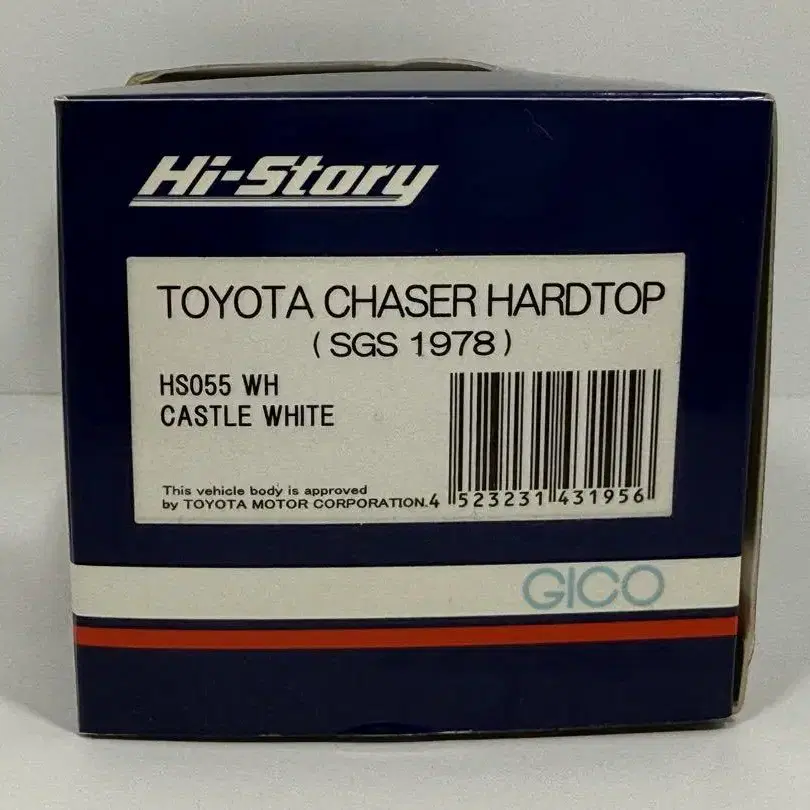 Hi-Story
TOYOTA CHASER HARDTOP
(SGS 1978)
HS055 WH
CASTLE WHITE
This vehicle body is approved
by TOYOTA MOTOR CORPORATION.
4 523231 431956
GICO